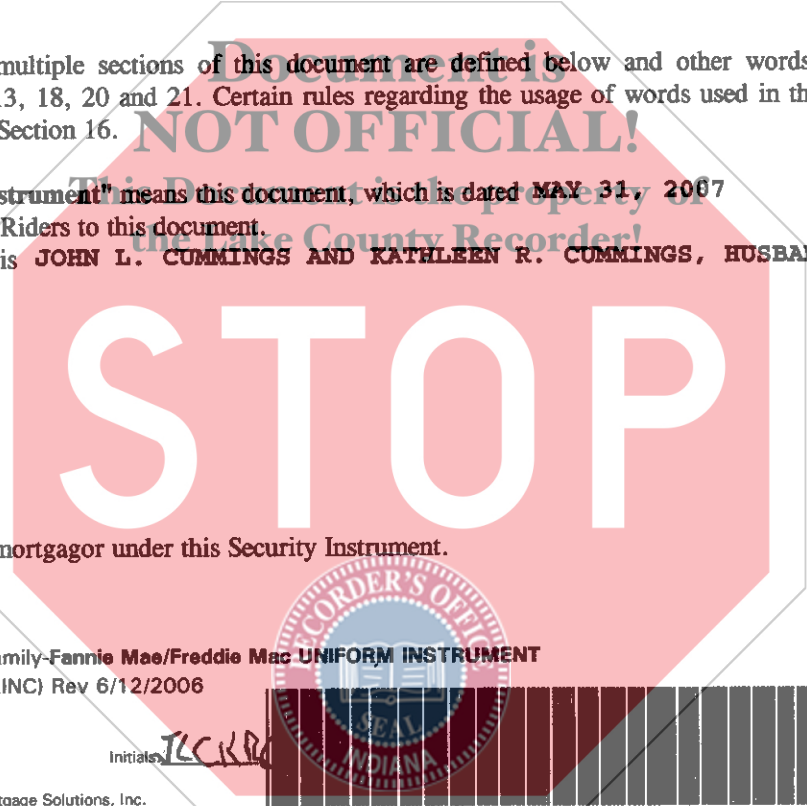 Document is
multiple sections of this document are defined below and other words
13, 18, 20 and 21. Certain rules regarding the usage of words used in th
NOT OFFICIAL!
Section 16.
This Document is the property of
strument" means this document, which is dated MAY 31, 2007
Riders to this document.
the Lake County Recorder!
is JOHN L. CUMMINGS AND KATHLEEN R. CUMMINGS, HUSBA
STOP
mortgagor under this Security Instrument.
RECORDER'S OFFICE
mily-Fannie Mae/Freddie Mac UNIFORM INSTRUMENT
INC) Rev 6/12/2006
SEAL
INDIANA
Initials: JLC KRC
tgage Solutions, Inc.